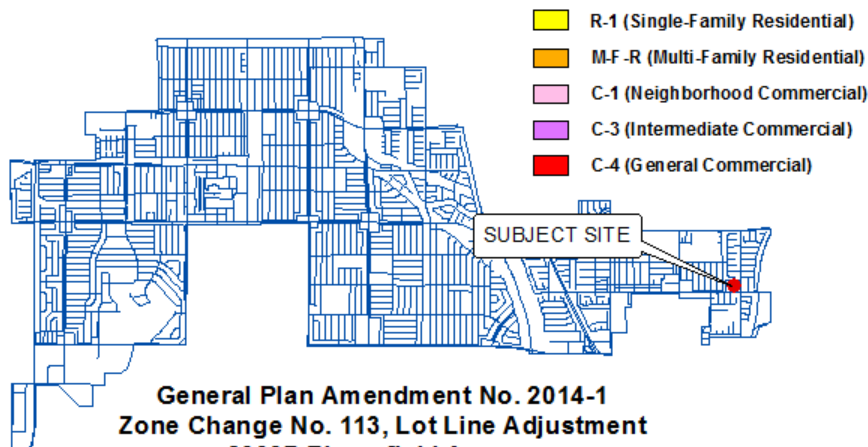 R-1 (Single-Family Residential)
M-F-R (Multi-Family Residential)
C-1 (Neighborhood Commercial)
C-3 (Intermediate Commercial)
C-4 (General Commercial)
SUBJECT SITE
General Plan Amendment No. 2014-1
Zone Change No. 113, Lot Line Adjustment